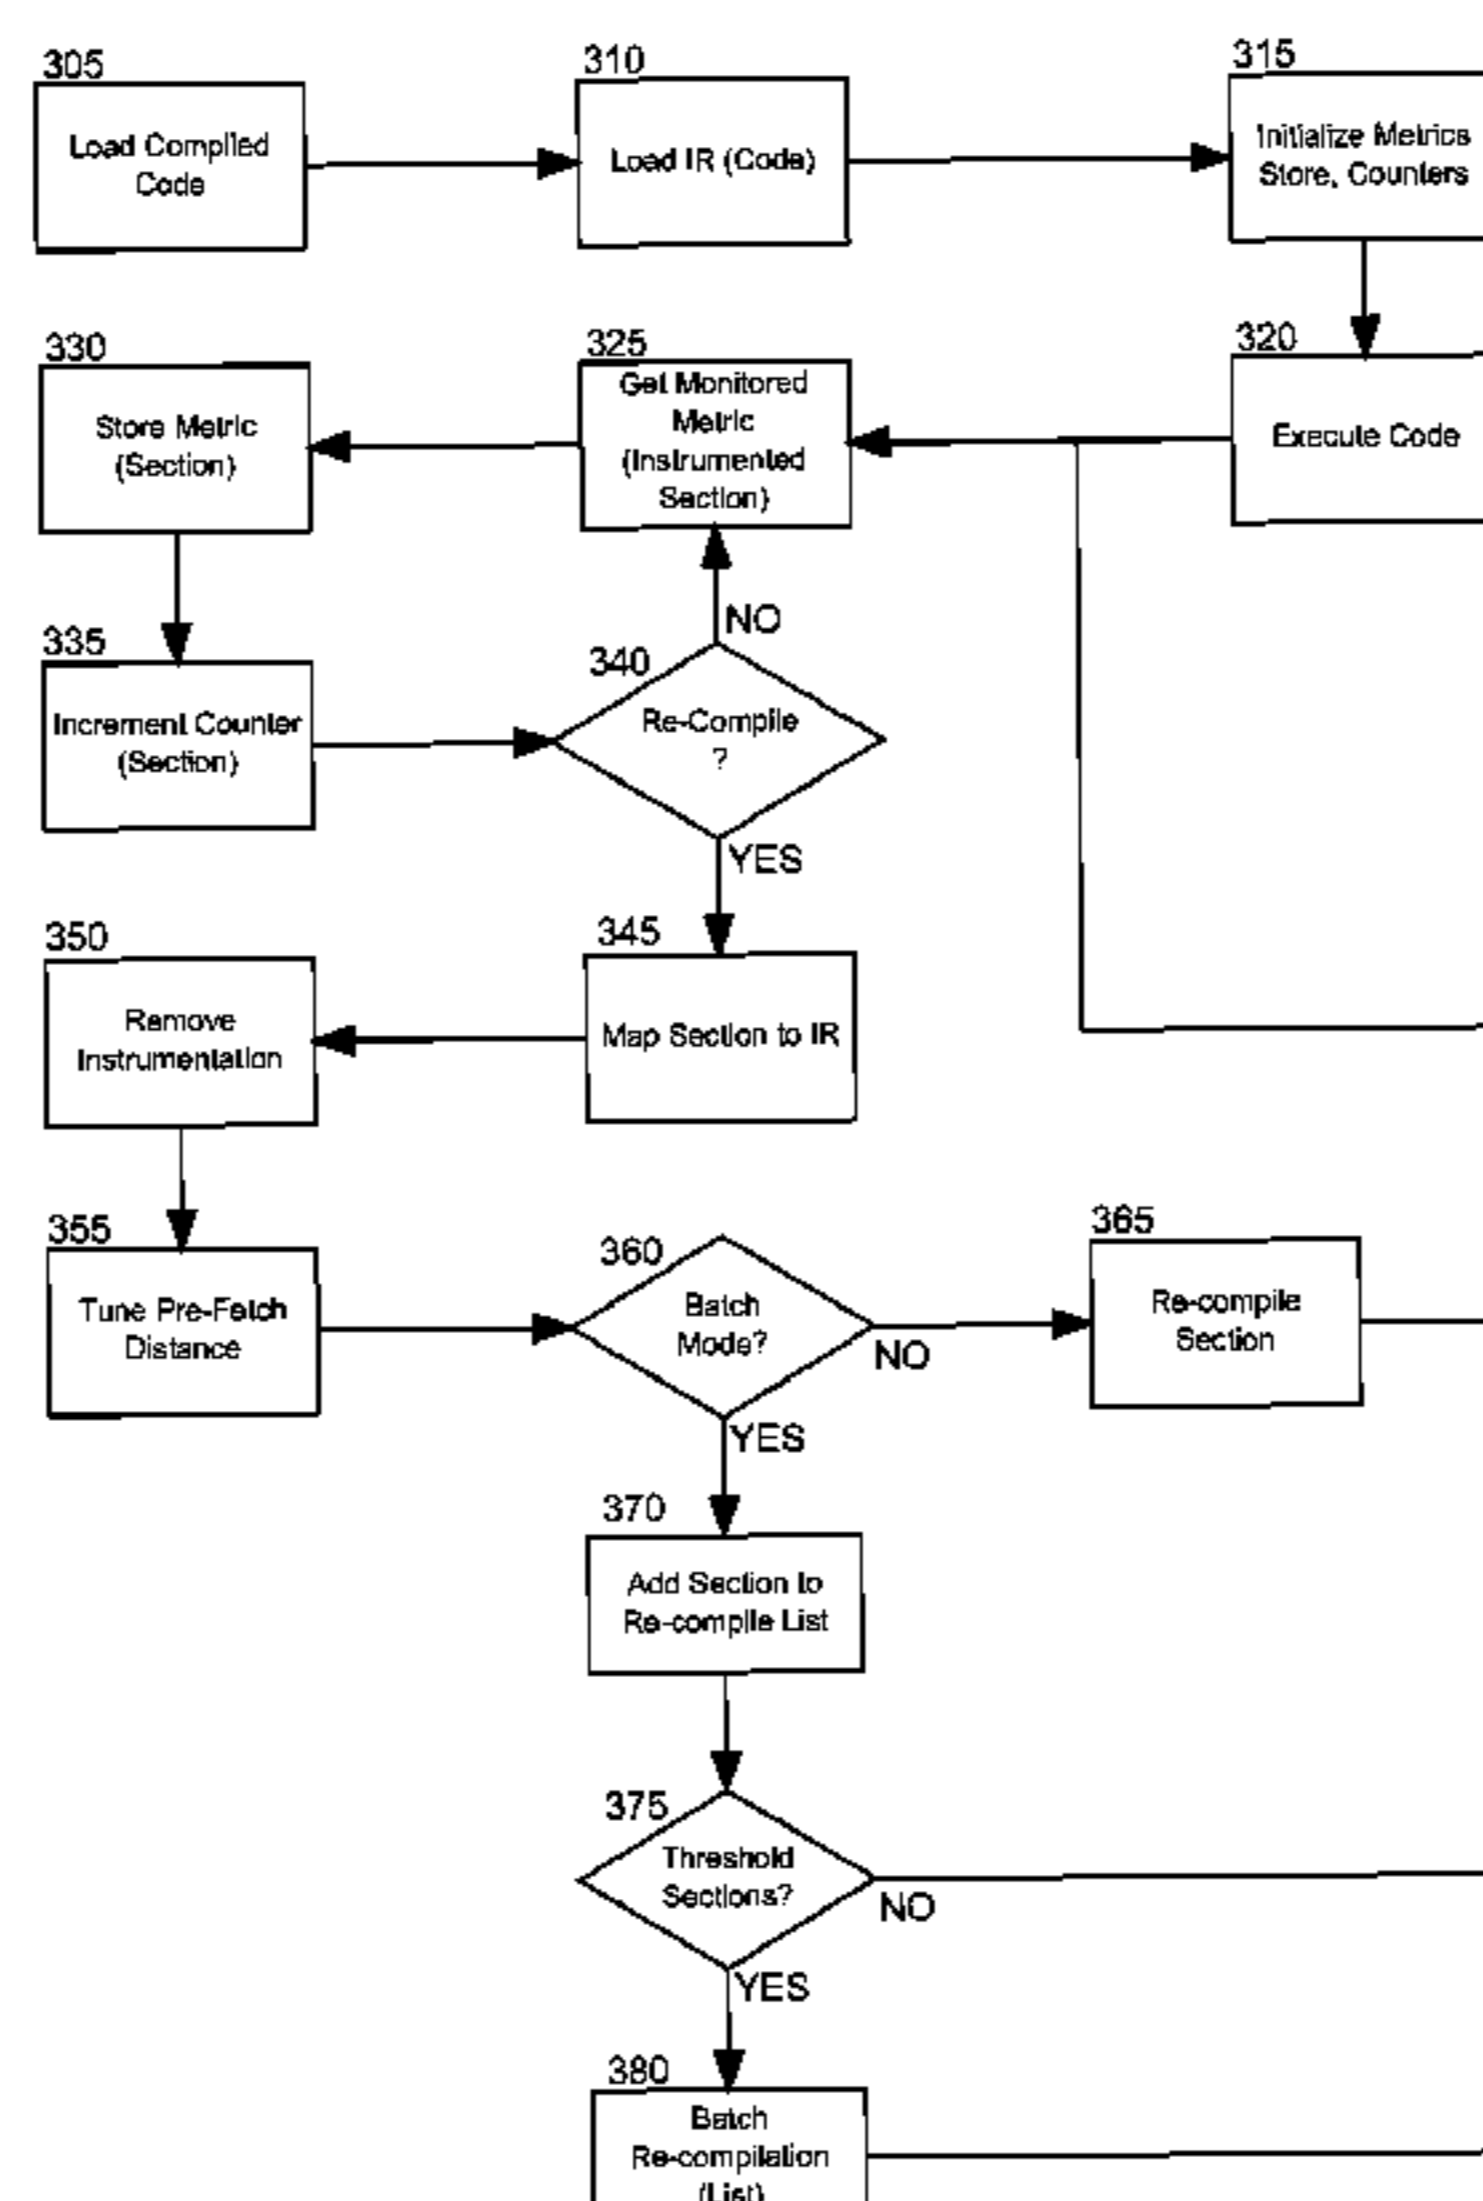 305
Load Compiled
Code
310
Load IR (Code)
315
Initialize Metrics
Store, Counters
320
Execute Code
325
Get Monitored
Metric
(Instrumented
Section)
330
Store Metric
(Section)
335
Increment Counter
(Section)
340
Re-Compile
?
NO
YES
345
Map Section to IR
350
Remove
Instrumentation
355
Tune Pre-Fetch
Distance
360
Batch
Mode?
NO
YES
365
Re-compile
Section
370
Add Section to
Re-compile List
375
Threshold
Sections?
NO
YES
380
Batch
Re-compilation
(List)